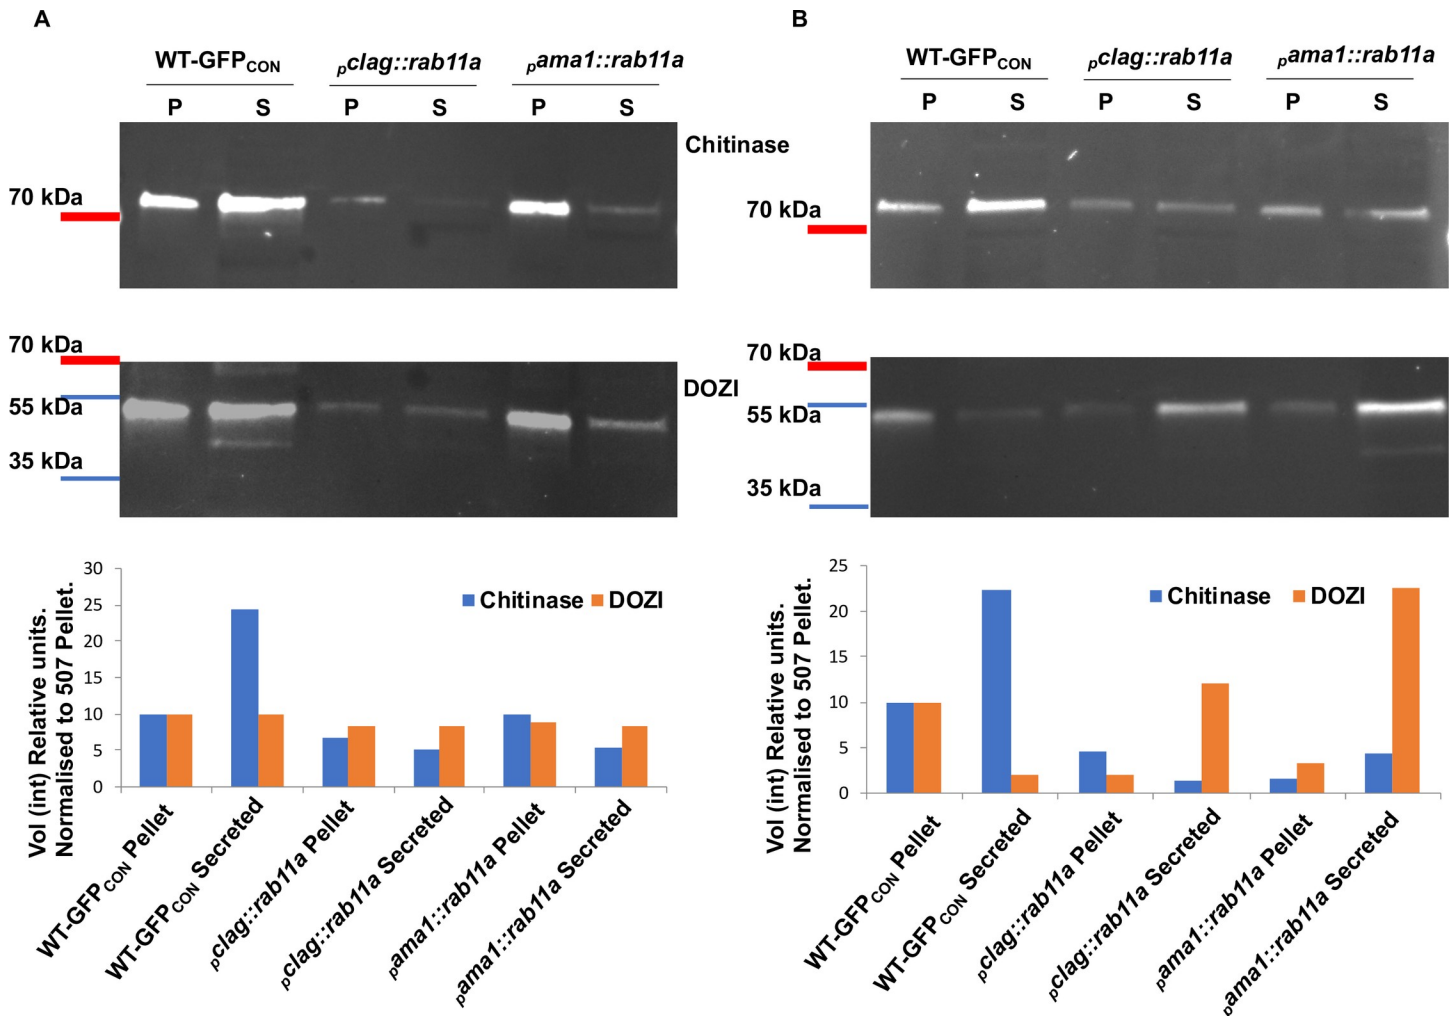 A
WT-GFPCON pclag::rab11a pama1::rab11a
P S P S P S
Chitinase
70 kDa
70 kDa
DOZI
55 kDa
35 kDa
Vol (int) Relative units.
Normalised to 507 Pellet.
30
25
20
15
10
5
0
Chitinase DOZI
WT-GFPCON Pellet
WT-GFPCON Secreted
pclag::rab11a Pellet
pclag::rab11a Secreted
pama1::rab11a Pellet
pama1::rab11a Secreted
B
WT-GFPCON pclag::rab11a pama1::rab11a
P S P S P S
70 kDa
70 kDa
55 kDa
35 kDa
Vol (int) Relative units.
Normalised to 507 Pellet.
25
20
15
10
5
0
Chitinase DOZI
WT-GFPCON Pellet
WT-GFPCON Secreted
pclag::rab11a Pellet
pclag::rab11a Secreted
pama1::rab11a Pellet
pama1::rab11a Secreted